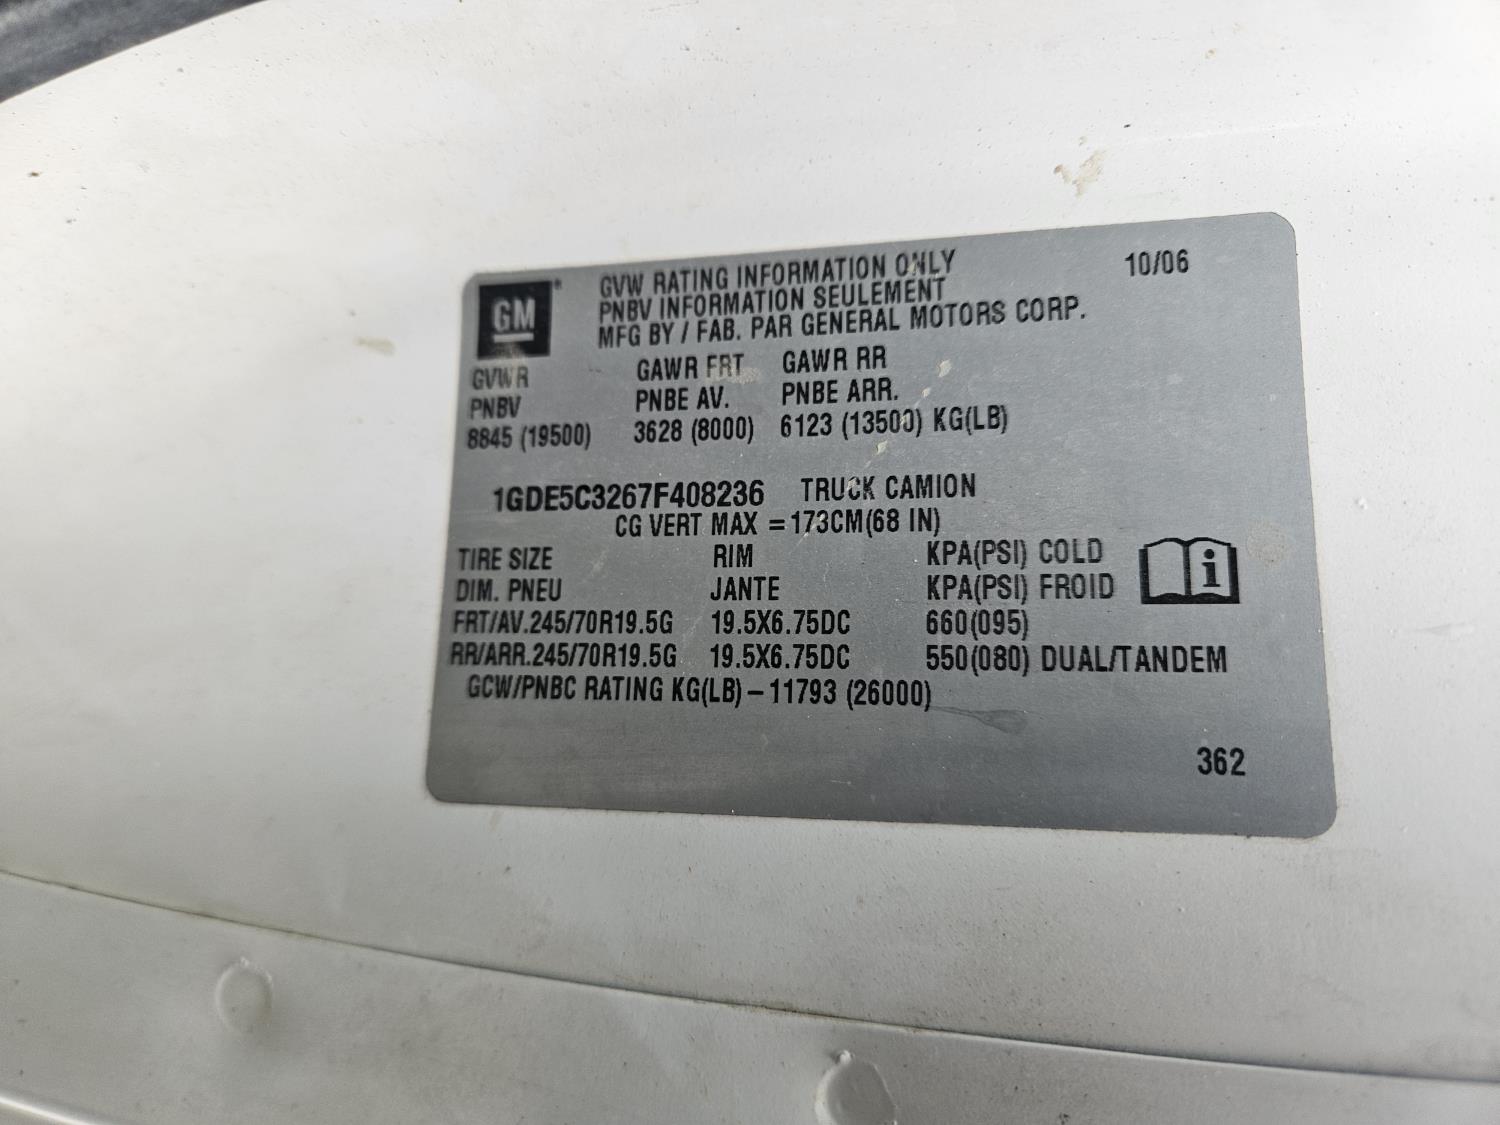 GM GVW RATING INFORMATION ONLY 10/06
PNBV INFORMATION SEULEMENT
MFG BY / FAB. PAR GENERAL MOTORS CORP.
GVWR GAWR FRT GAWR RR
PNBV PNBE AV. PNBE ARR.
8845 (19500) 3628 (8000) 6123 (13500) KG(LB)
1GDE5C3267F408236 TRUCK CAMION
CG VERT MAX = 173CM(68 IN)
TIRE SIZE RIM KPA(PSI) COLD
DIM. PNEU JANTE KPA(PSI) FROID
FRT/AV.245/70R19.5G 19.5X6.75DC 660(095)
RR/ARR.245/70R19.5G 19.5X6.75DC 550(080) DUAL/TANDEM
GCW/PNBC RATING KG(LB) – 11793 (26000)
362